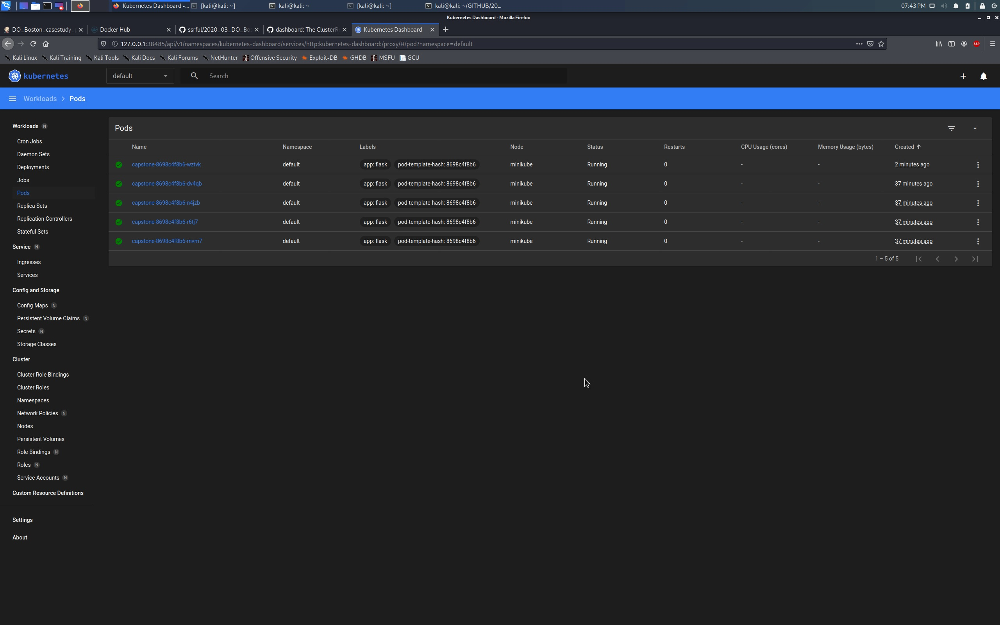 Kubernetes Dashboard -... [kali@kali: ~] kali@kali: ~ [kali@kali: ~] kali@kali: ~/GITHUB/20... 07:43 PM
Kubernetes Dashboard - Mozilla Firefox
DO_Boston_casestudy_ Docker Hub ssrful/2020_03_DO_Bos dashboard: The ClusterR Kubernetes Dashboard
127.0.0.1:38485/api/v1/namespaces/kubernetes-dashboard/services/http:kubernetes-dashboard:/proxy/#/pod?namespace=default ABP
Kali Linux Kali Training Kali Tools Kali Docs Kali Forums NetHunter Offensive Security Exploit-DB GHDB MSFU GCU
kubernetes default Search
Workloads > Pods
Workloads N
Cron Jobs
Daemon Sets
Deployments
Jobs
Pods
Replica Sets
Replication Controllers
Stateful Sets
Service N
Ingresses
Services
Config and Storage
Config Maps N
Persistent Volume Claims N
Secrets N
Storage Classes
Cluster
Cluster Role Bindings
Cluster Roles
Namespaces
Network Policies N
Nodes
Persistent Volumes
Role Bindings N
Roles N
Service Accounts N
Custom Resource Definitions
Settings
About
Pods
Name Namespace Labels Node Status Restarts CPU Usage (cores) Memory Usage (bytes) Created
capstone-8698c4f8b6-wztvk default app: flask pod-template-hash: 8698c4f8b6 minikube Running 0 - - 2 minutes ago
capstone-8698c4f8b6-dv4qb default app: flask pod-template-hash: 8698c4f8b6 minikube Running 0 - - 37 minutes ago
capstone-8698c4f8b6-n4jzb default app: flask pod-template-hash: 8698c4f8b6 minikube Running 0 - - 37 minutes ago
capstone-8698c4f8b6-r6tj7 default app: flask pod-template-hash: 8698c4f8b6 minikube Running 0 - - 37 minutes ago
capstone-8698c4f8b6-rnvm7 default app: flask pod-template-hash: 8698c4f8b6 minikube Running 0 - - 37 minutes ago
1 – 5 of 5